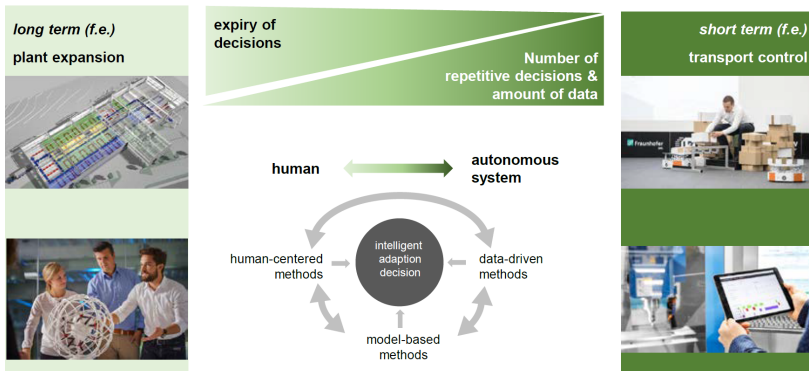 long term (f.e.)
plant expansion
expiry of
decisions
Number of
repetitive decisions &
amount of data
short term (f.e.)
transport control
Fraunhofer
human
autonomous
system
intelligent
adaption
decision
human-centered
methods
data-driven
methods
model-based
methods